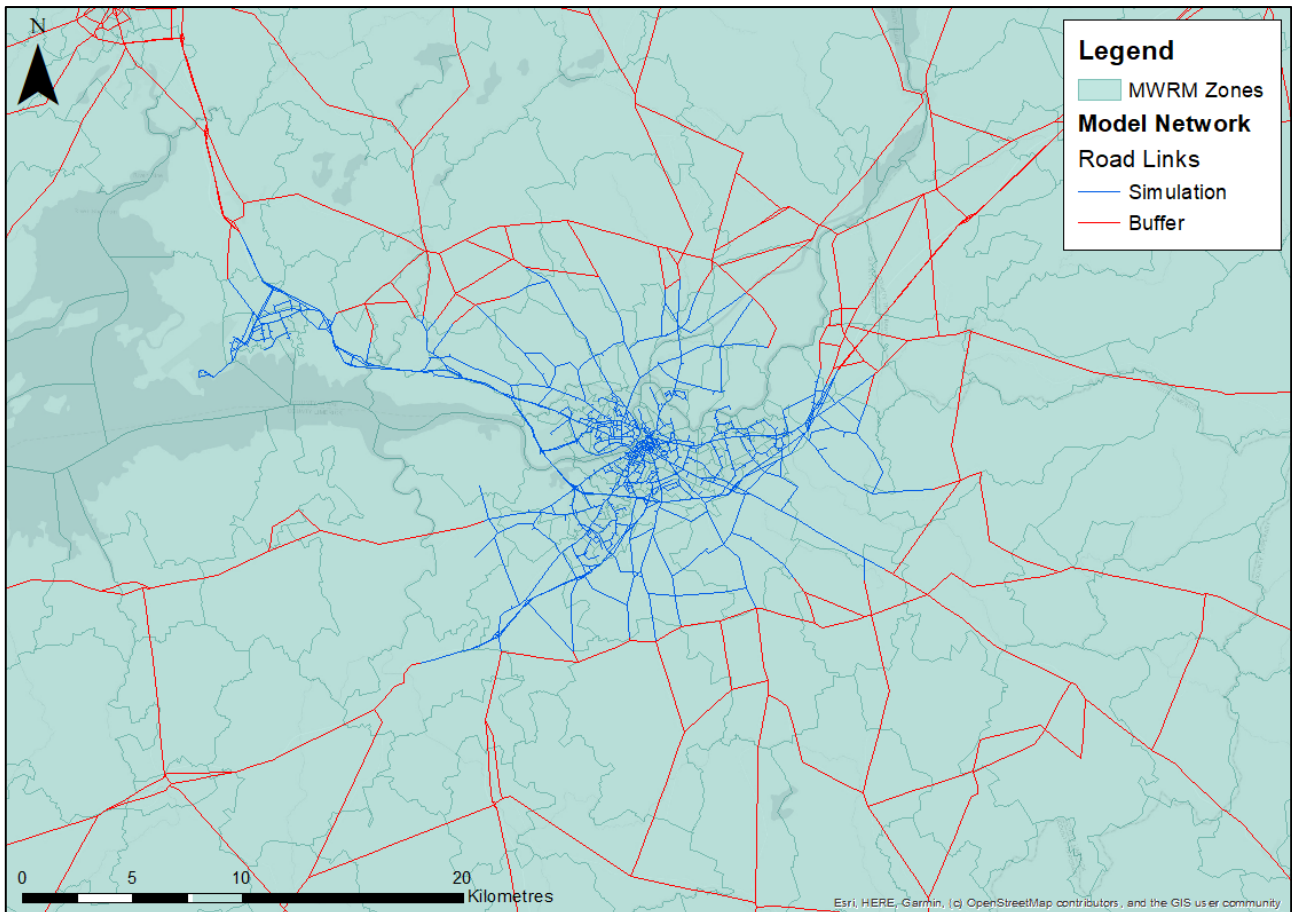 N
Legend
MWRM Zones
Model Network
Road Links
Simulation
Buffer
0 5 10 20
Kilometres
Esri, HERE, Garmin, (c) OpenStreetMap contributors, and the GIS user community